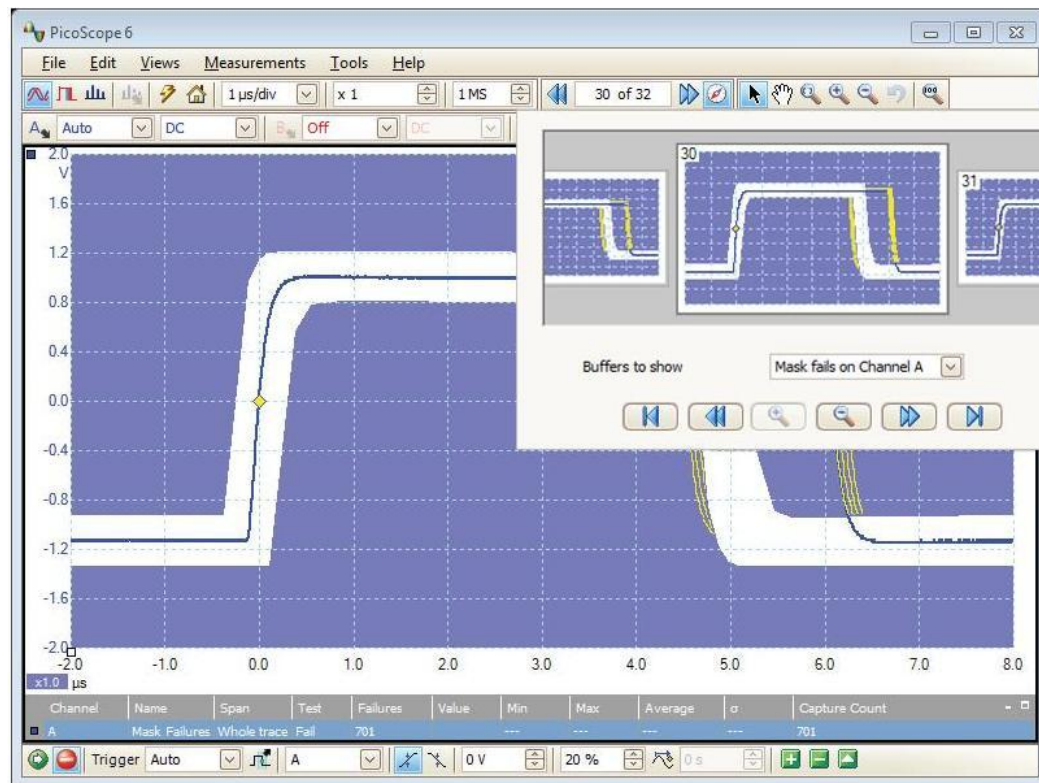 PicoScope 6
File Edit Views Measurements Tools Help
1 µs/div x 1 1 MS 30 of 32
A Auto DC B Off DC
2.0
V
1.6
1.2
0.8
0.4
0.0
-0.4
-0.8
-1.2
-1.6
-2.0
30
31
Buffers to show Mask fails on Channel A
-2.0 -1.0 0.0 1.0 2.0 3.0 4.0 5.0 6.0 7.0 8.0
x1.0 µs
Channel Name Span Test Failures Value Min Max Average σ Capture Count
A Mask Failures Whole trace Fail 701 --- --- --- --- 701
Trigger Auto A 0 V 20 % 0 s